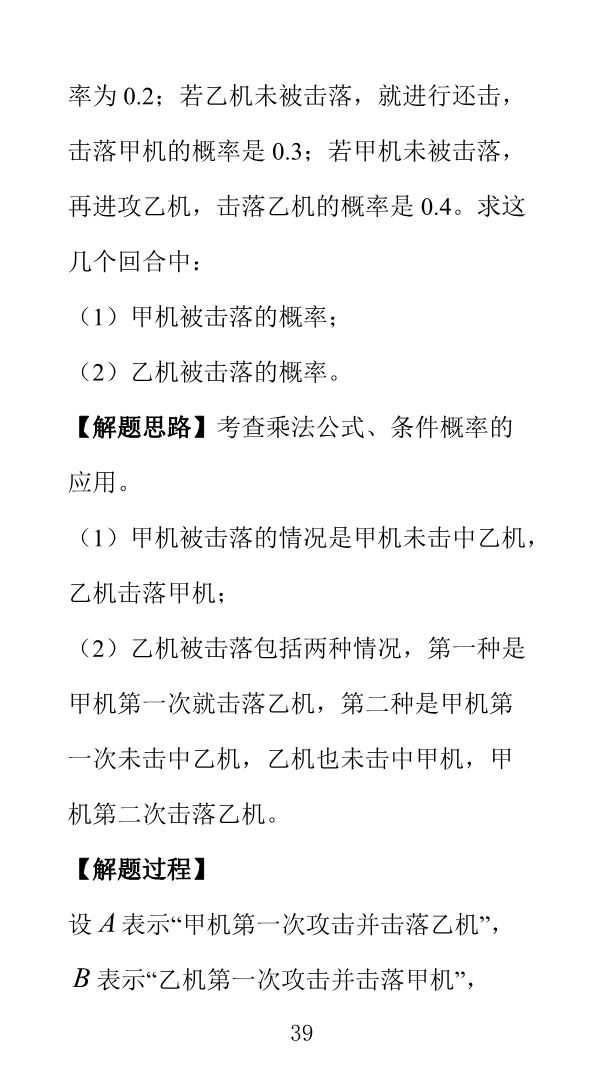 率为 0.2；若乙机未被击落，就进行还击，
击落甲机的概率是 0.3；若甲机未被击落，
再进攻乙机，击落乙机的概率是 0.4。求这
几个回合中：
（1）甲机被击落的概率；
（2）乙机被击落的概率。
【解题思路】考查乘法公式、条件概率的
应用。
（1）甲机被击落的情况是甲机未击中乙机，
乙机击落甲机；
（2）乙机被击落包括两种情况，第一种是
甲机第一次就击落乙机，第二种是甲机第
一次未击中乙机，乙机也未击中甲机，甲
机第二次击落乙机。
【解题过程】
设 A 表示“甲机第一次攻击并击落乙机”，
B 表示“乙机第一次攻击并击落甲机”，
39